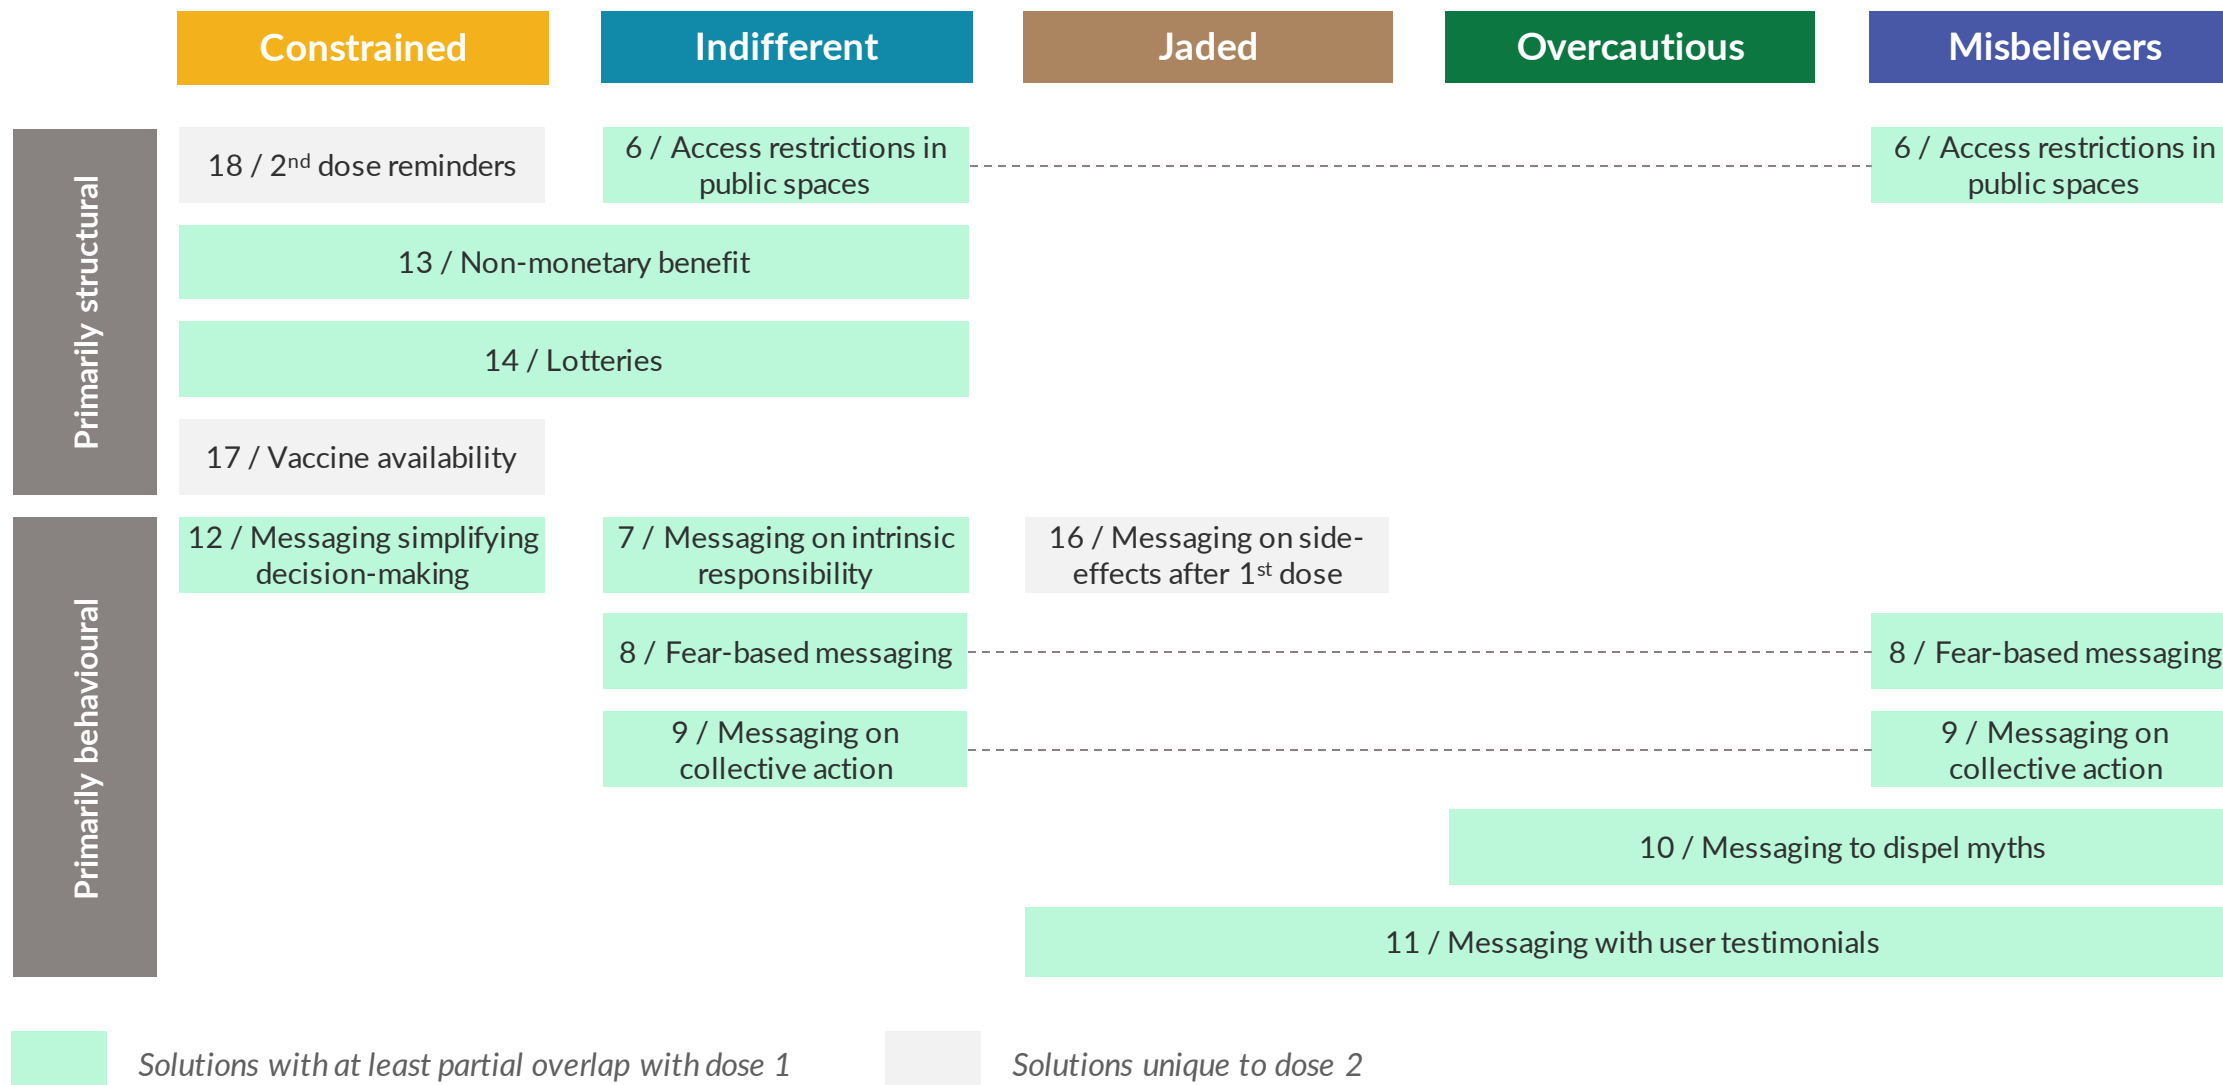 Constrained
Indifferent
Jaded
Overcautious
Misbelievers
Primarily structural
18 / 2nd dose reminders
6 / Access restrictions in
public spaces
6 / Access restrictions in
public spaces
13 / Non-monetary benefit
14 / Lotteries
17 / Vaccine availability
Primarily behavioural
12 / Messaging simplifying
decision-making
7 / Messaging on intrinsic
responsibility
16 / Messaging on side-
effects after 1st dose
8 / Fear-based messaging
8 / Fear-based messaging
9 / Messaging on
collective action
9 / Messaging on
collective action
10 / Messaging to dispel myths
11 / Messaging with user testimonials
Solutions with at least partial overlap with dose 1
Solutions unique to dose 2